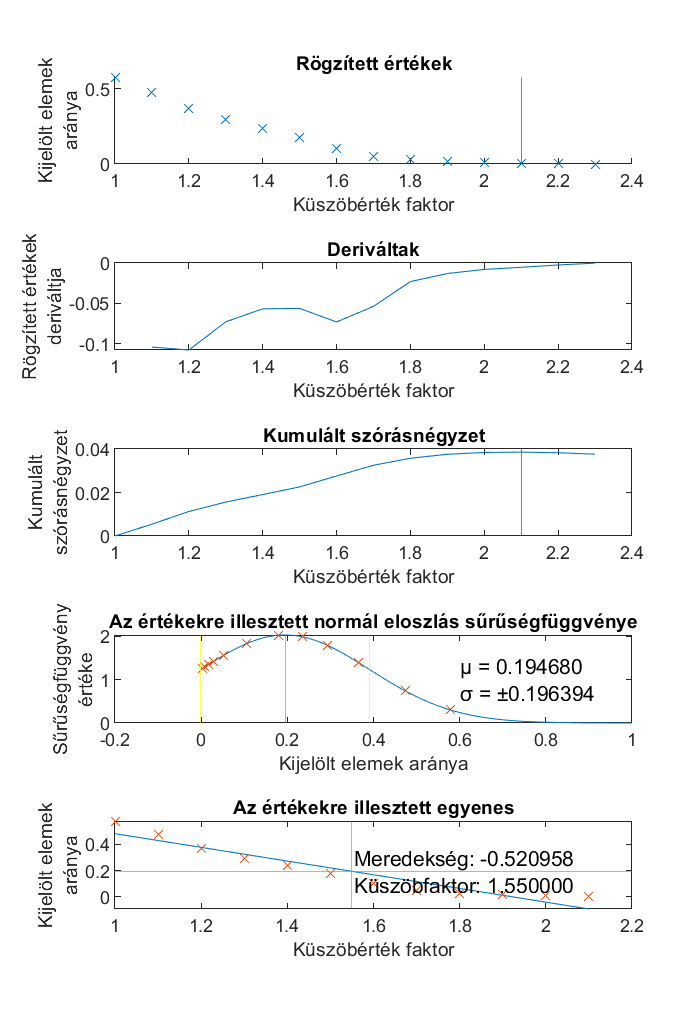 Rögzített értékek
Kijelölt elemek
aránya
0.5
0
1 1.2 1.4 1.6 1.8 2 2.2 2.4
Küszöbérték faktor
Deriváltak
Rögzített értékek
deriváltja
0
-0.05
-0.1
1 1.2 1.4 1.6 1.8 2 2.2 2.4
Küszöbérték faktor
Kumulált szórásnégyzet
Kumulált
szórásnégyzet
0.04
0.02
0
1 1.2 1.4 1.6 1.8 2 2.2 2.4
Küszöbérték faktor
Az értékekre illesztett normál eloszlás sűrűségfüggvénye
Sűrűségfüggvény
értéke
2
1
0
μ = 0.194680
σ = ±0.196394
-0.2 0 0.2 0.4 0.6 0.8 1
Kijelölt elemek aránya
Az értékekre illesztett egyenes
Kijelölt elemek
aránya
0.4
0.2
0
Meredekség: -0.520958
Küszöbfaktor: 1.550000
1 1.2 1.4 1.6 1.8 2 2.2
Küszöbérték faktor